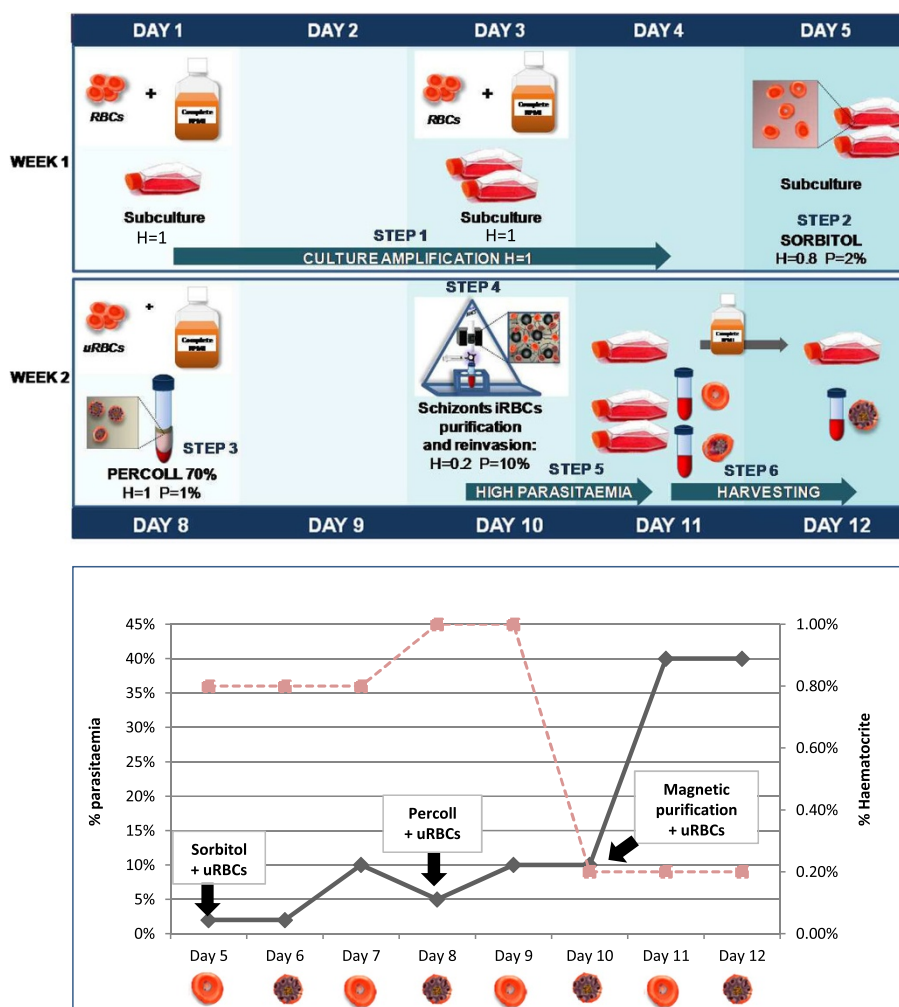 DAY 1 DAY 2 DAY 3 DAY 4 DAY 5
WEEK 1
RBCs
+
Complete
RPMI
Subculture
H=1
RBCs
+
Complete
RPMI
Subculture
H=1
STEP 1
CULTURE AMPLIFICATION H=1
Subculture
STEP 2
SORBITOL
H=0.8 P=2%
WEEK 2
uRBCs
+
Complete
RPMI
STEP 3
PERCOLL 70%
H=1 P=1%
STEP 4
Schizonts iRBCs
purification
and reinvasion:
H=0.2 P=10%
STEP 5
HIGH PARASITAEMIA
Complete
RPMI
STEP 6
HARVESTING
DAY 8 DAY 9 DAY 10 DAY 11 DAY 12
% parasitaemia
45%
40%
35%
30%
25%
20%
15%
10%
5%
0%
% Haematocrite
1.00%
0.80%
0.60%
0.40%
0.20%
0.00%
Sorbitol
+ uRBCs
Percoll
+ uRBCs
Magnetic
purification
+ uRBCs
Day 5 Day 6 Day 7 Day 8 Day 9 Day 10 Day 11 Day 12